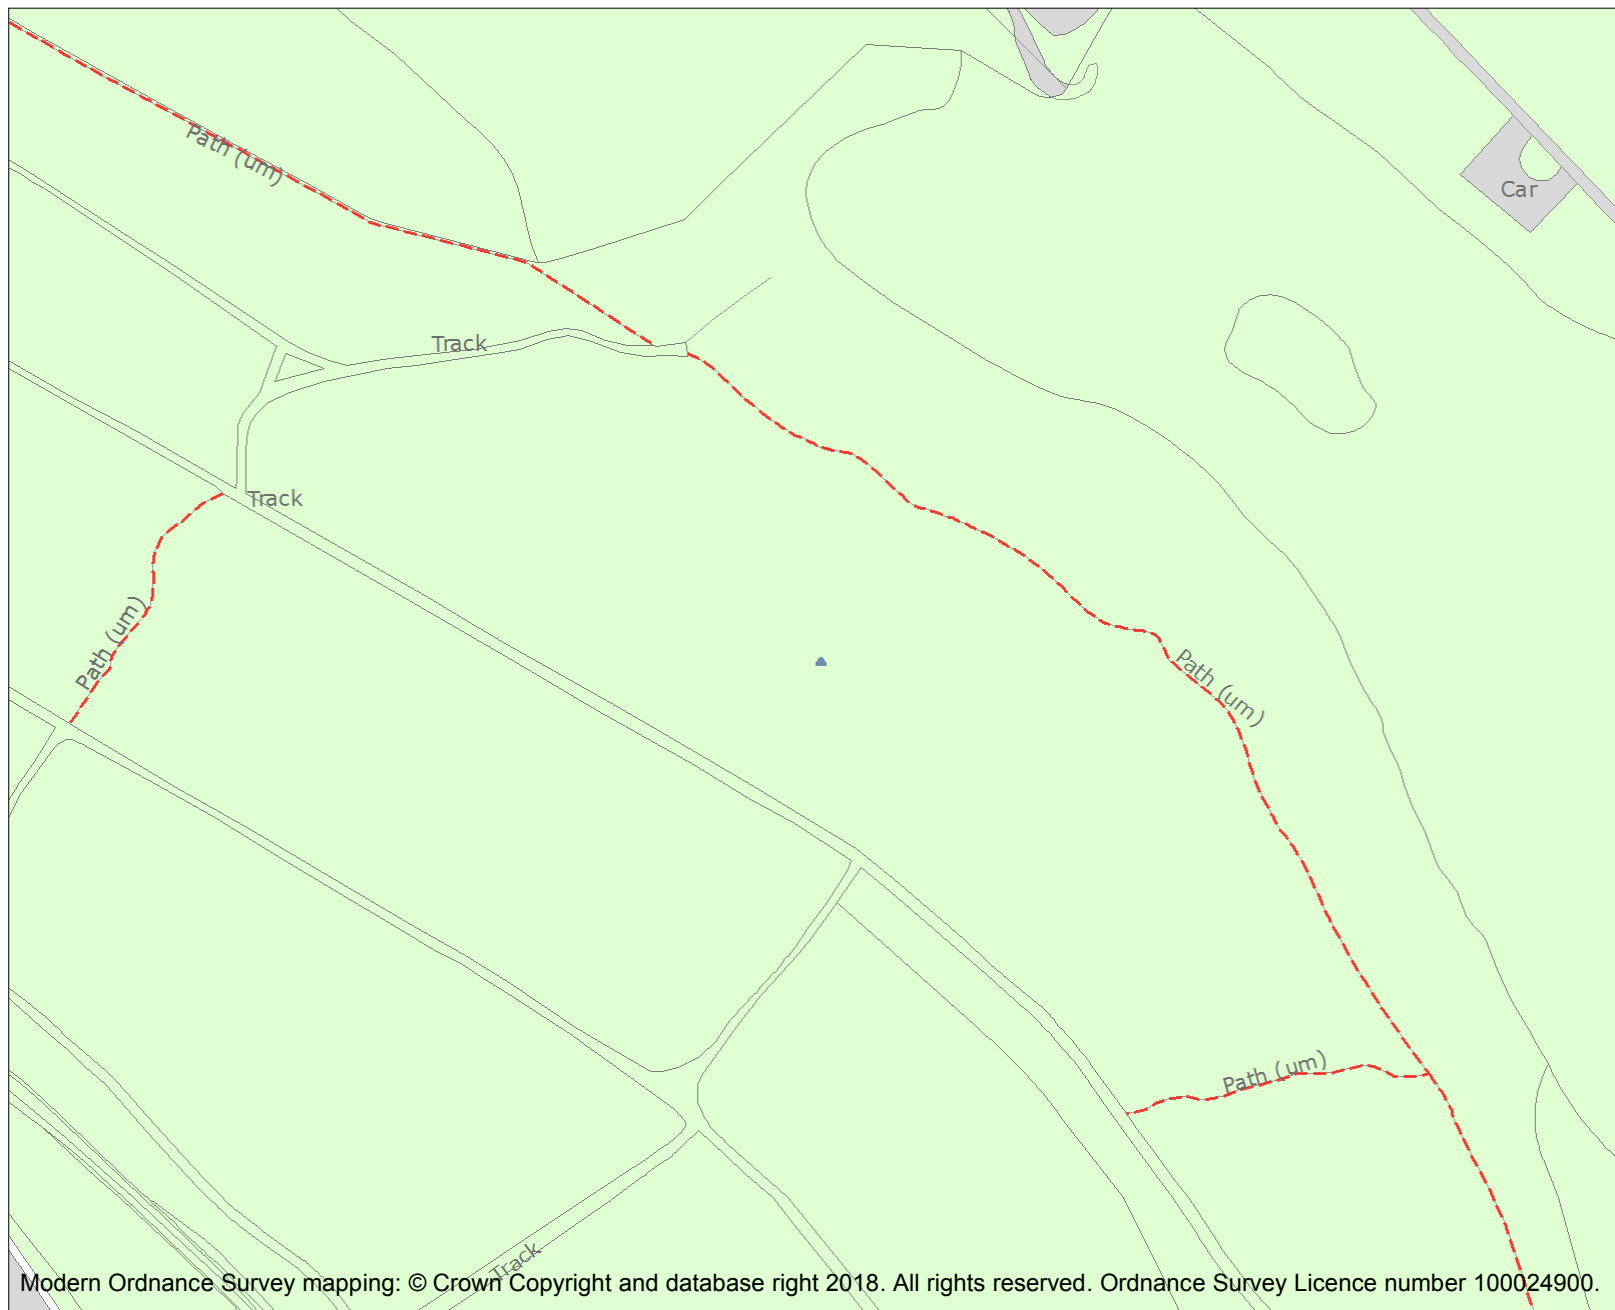 Path (um)
Car
Track
Track
Path (um)
Path (um)
Path (um)
Track
Modern Ordnance Survey mapping: © Crown Copyright and database right 2018. All rights reserved. Ordnance Survey Licence number 100024900.